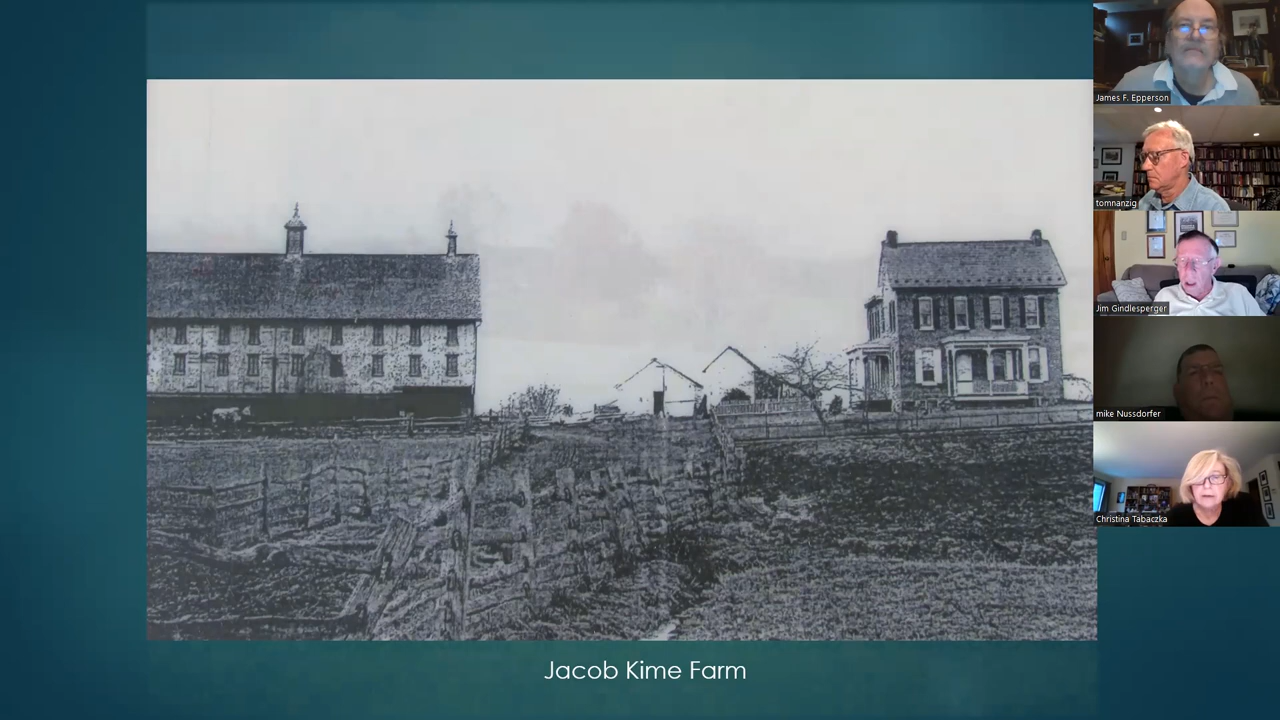 James F. Epperson
tomnanzig
Jim Gindlesperger
mike Nussdorfer
Christina Tabaczka
Jacob Kime Farm